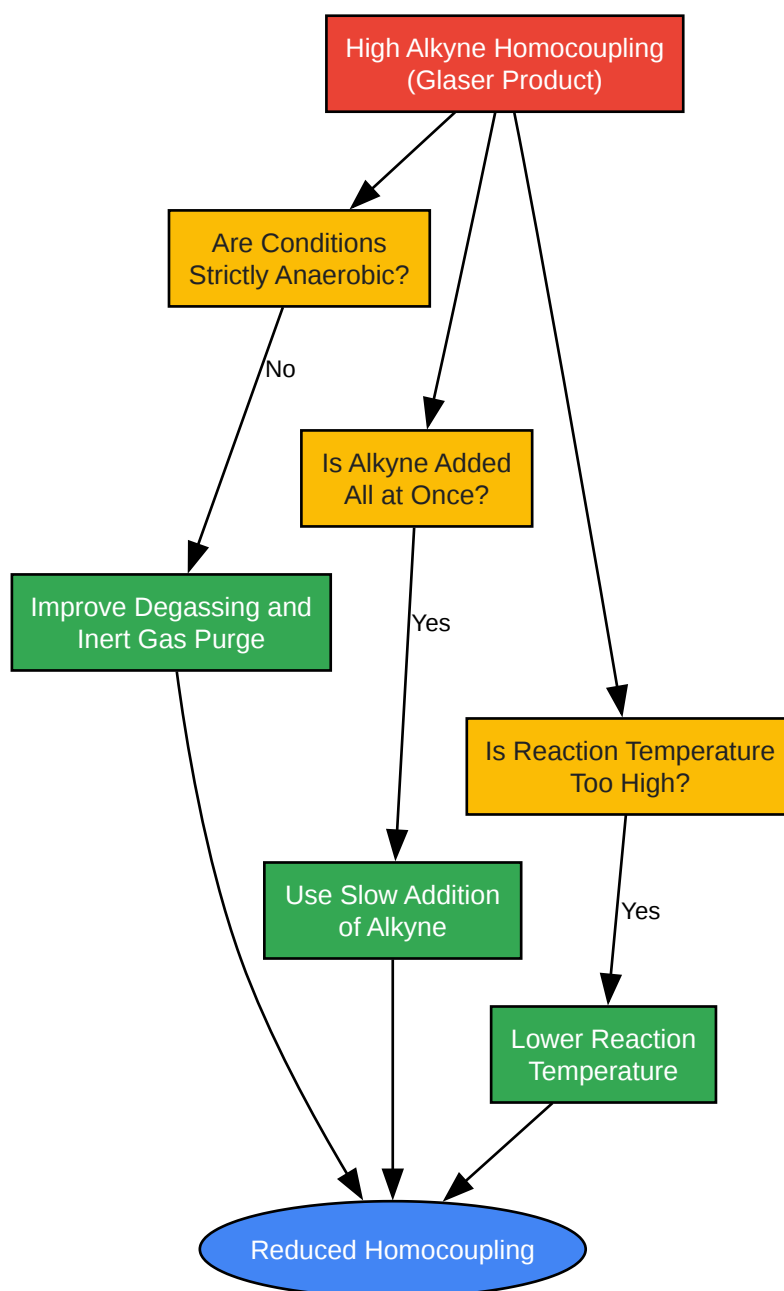 High Alkyne Homocoupling
(Glaser Product)
Are Conditions
Strictly Anaerobic?
No
Is Alkyne Added
All at Once?
Improve Degassing and
Inert Gas Purge
Yes
Is Reaction Temperature
Too High?
Use Slow Addition
of Alkyne
Yes
Lower Reaction
Temperature
Reduced Homocoupling